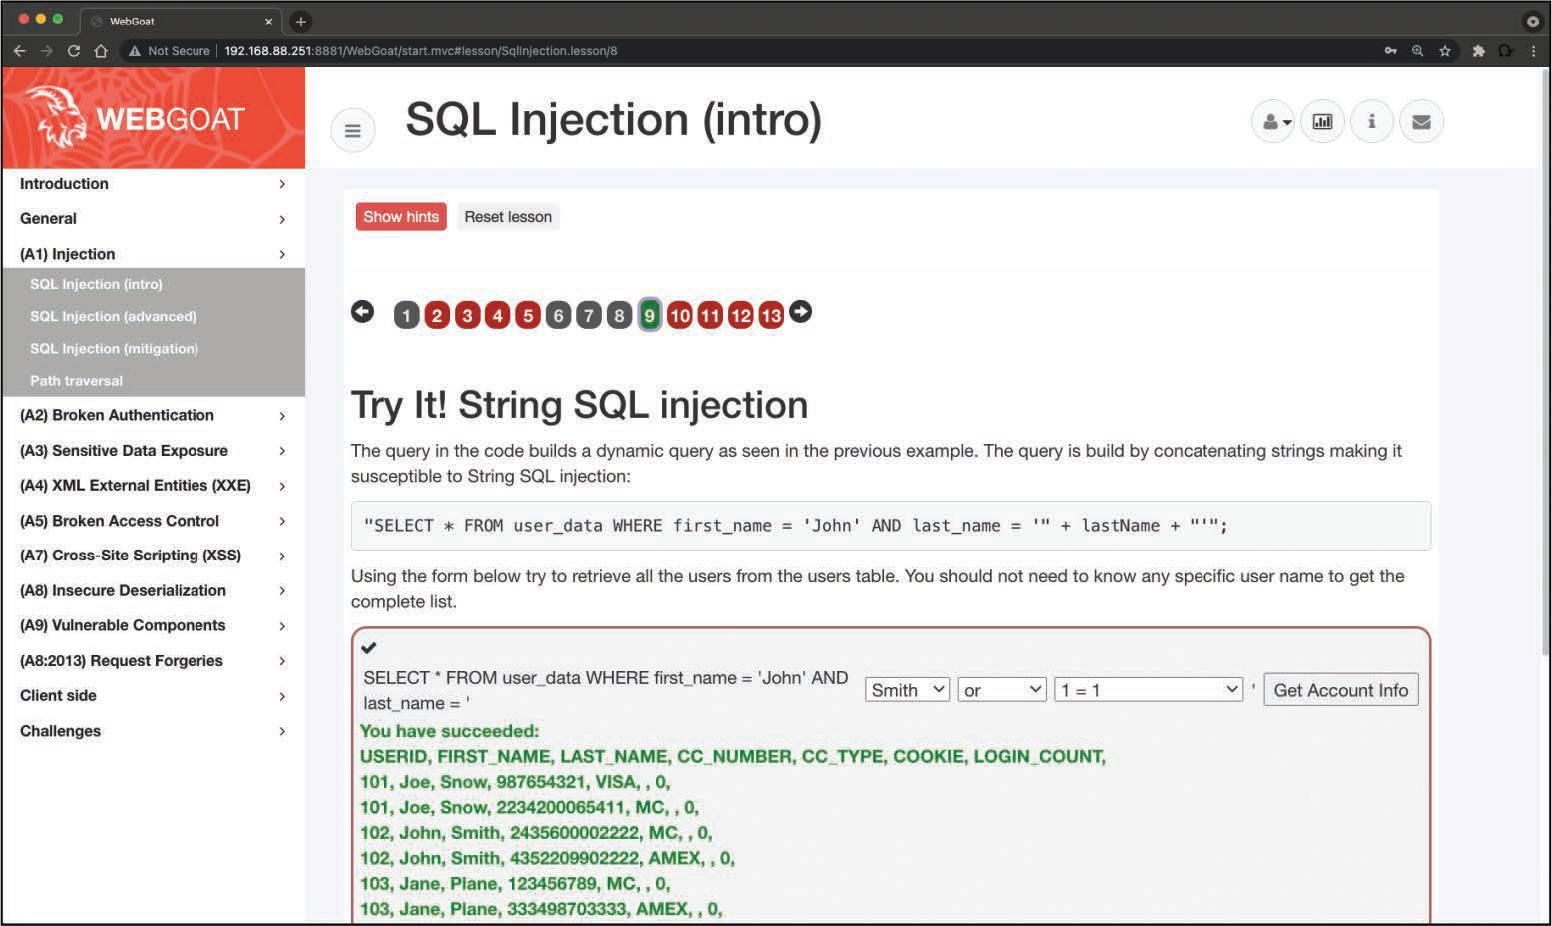 WebGoat
Not Secure | 192.168.88.251:8881/WebGoat/start.mvc#lesson/SqlInjection.lesson/8
WEBGOAT
SQL Injection (intro)
Introduction
General
(A1) Injection
SQL Injection (intro)
SQL Injection (advanced)
SQL Injection (mitigation)
Path traversal
(A2) Broken Authentication
(A3) Sensitive Data Exposure
(A4) XML External Entities (XXE)
(A5) Broken Access Control
(A7) Cross-Site Scripting (XSS)
(A8) Insecure Deserialization
(A9) Vulnerable Components
(A8:2013) Request Forgeries
Client side
Challenges
Show hints Reset lesson
1 2 3 4 5 6 7 8 9 10 11 12 13
Try It! String SQL injection
The query in the code builds a dynamic query as seen in the previous example. The query is build by concatenating strings making it
susceptible to String SQL injection:
"SELECT * FROM user_data WHERE first_name = 'John' AND last_name = '" + lastName + "'";
Using the form below try to retrieve all the users from the users table. You should not need to know any specific user name to get the
complete list.
SELECT * FROM user_data WHERE first_name = 'John' AND
last_name = ' Smith or 1 = 1 ' Get Account Info
You have succeeded:
USERID, FIRST_NAME, LAST_NAME, CC_NUMBER, CC_TYPE, COOKIE, LOGIN_COUNT,
101, Joe, Snow, 987654321, VISA, , 0,
101, Joe, Snow, 2234200065411, MC, , 0,
102, John, Smith, 2435600002222, MC, , 0,
102, John, Smith, 4352209902222, AMEX, , 0,
103, Jane, Plane, 123456789, MC, , 0,
103, Jane, Plane, 333498703333, AMEX, , 0,